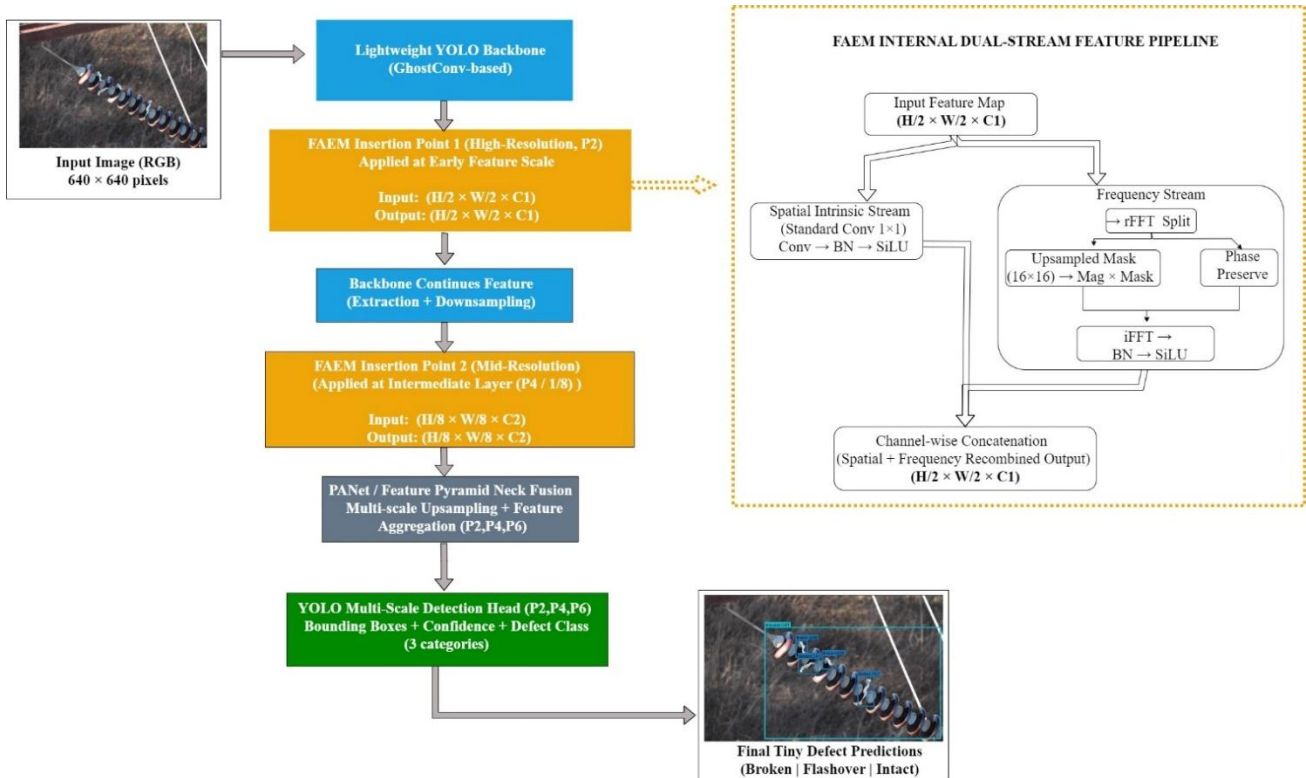 Input Image (RGB)
640 × 640 pixels
Lightweight YOLO Backbone
(GhostConv-based)
FAEM Insertion Point 1 (High-Resolution, P2)
Applied at Early Feature Scale
Input: (H/2 × W/2 × C1)
Output: (H/2 × W/2 × C1)
Backbone Continues Feature
(Extraction + Downsampling)
FAEM Insertion Point 2 (Mid-Resolution)
(Applied at Intermediate Layer (P4 / 1/8) )
Input: (H/8 × W/8 × C2)
Output: (H/8 × W/8 × C2)
PANet / Feature Pyramid Neck Fusion
Multi-scale Upsampling + Feature
Aggregation (P2,P4,P6)
YOLO Multi-Scale Detection Head (P2,P4,P6)
Bounding Boxes + Confidence + Defect Class
(3 categories)
Final Tiny Defect Predictions
(Broken | Flashover | Intact)
FAEM INTERNAL DUAL-STREAM FEATURE PIPELINE
Input Feature Map
(H/2 × W/2 × C1)
Spatial Intrinsic Stream
(Standard Conv 1×1)
Conv → BN → SiLU
Frequency Stream
→ rFFT Split
Upsampled Mask
(16×16) → Mag × Mask
Phase
Preserve
iFFT →
BN → SiLU
Channel-wise Concatenation
(Spatial + Frequency Recombined Output)
(H/2 × W/2 × C1)